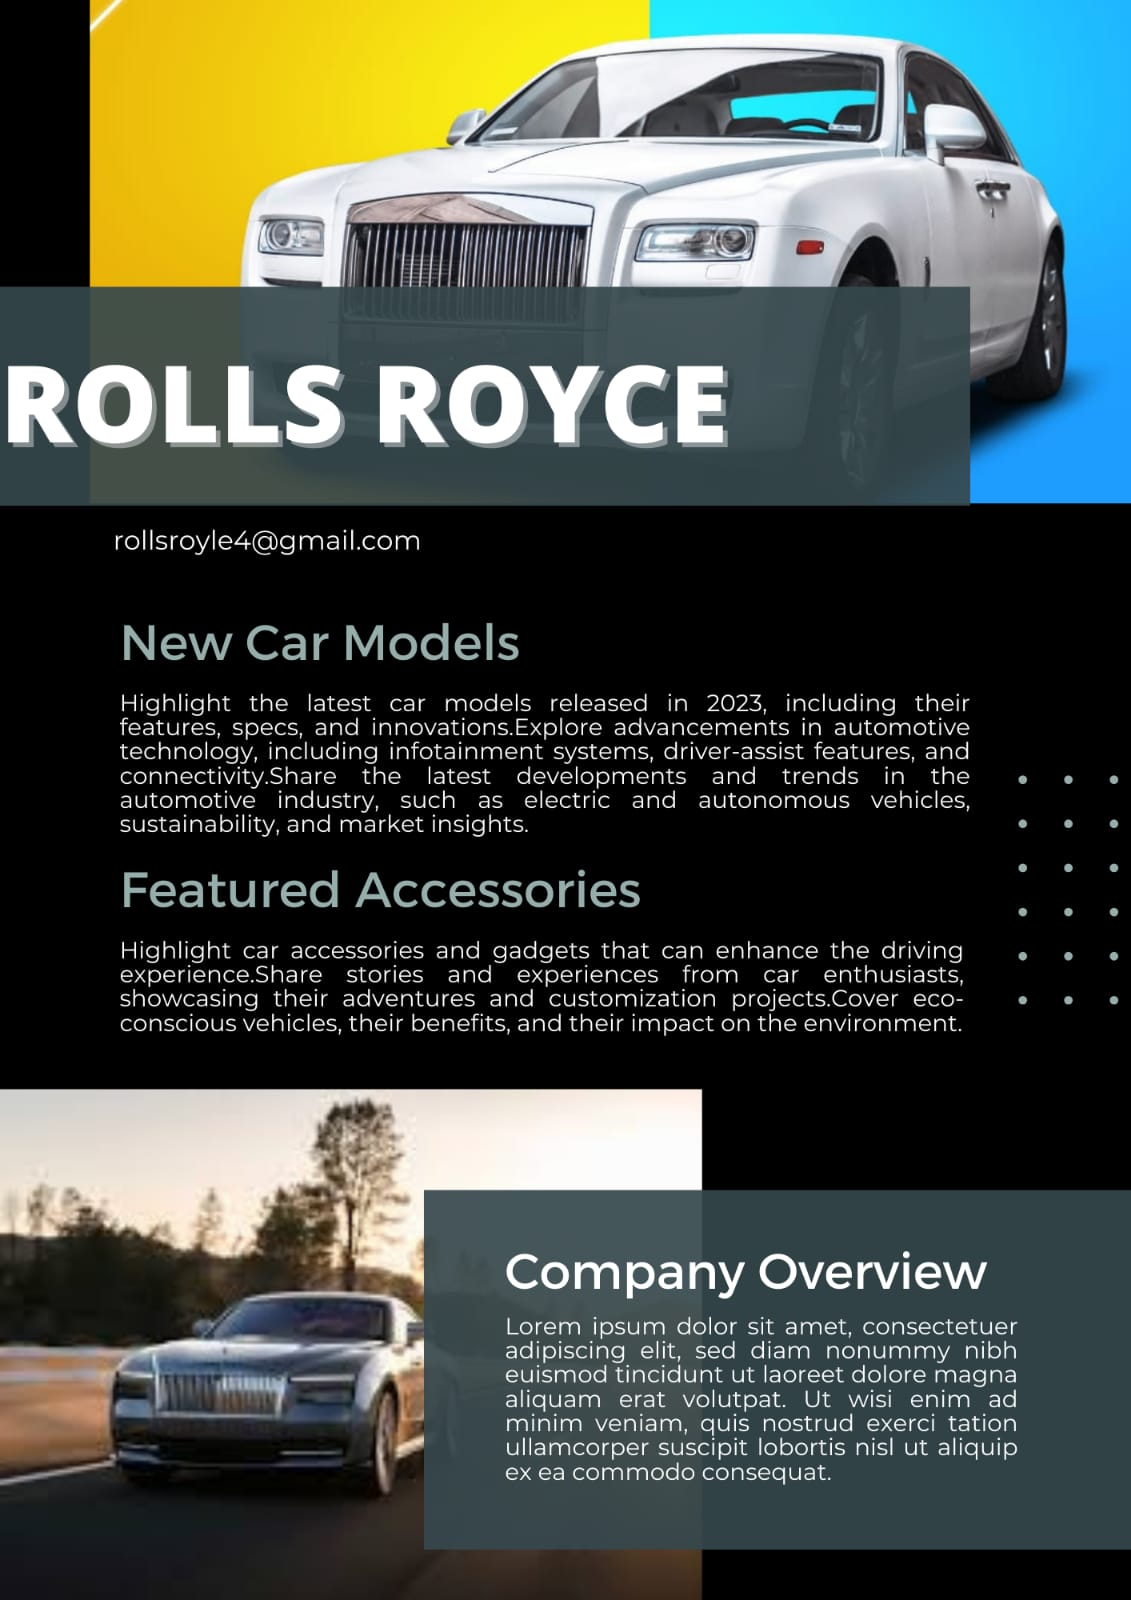 ROLLS ROYCE
rollsroyle4@gmail.com
New Car Models
Highlight the latest car models released in 2023, including their
features, specs, and innovations.Explore advancements in automotive
technology, including infotainment systems, driver-assist features, and
connectivity.Share the latest developments and trends in the
automotive industry, such as electric and autonomous vehicles,
sustainability, and market insights.
Featured Accessories
Highlight car accessories and gadgets that can enhance the driving
experience.Share stories and experiences from car enthusiasts,
showcasing their adventures and customization projects.Cover eco-
conscious vehicles, their benefits, and their impact on the environment.
Company Overview
Lorem ipsum dolor sit amet, consectetuer
adipiscing elit, sed diam nonummy nibh
euismod tincidunt ut laoreet dolore magna
aliquam erat volutpat. Ut wisi enim ad
minim veniam, quis nostrud exerci tation
ullamcorper suscipit lobortis nisl ut aliquip
ex ea commodo consequat.